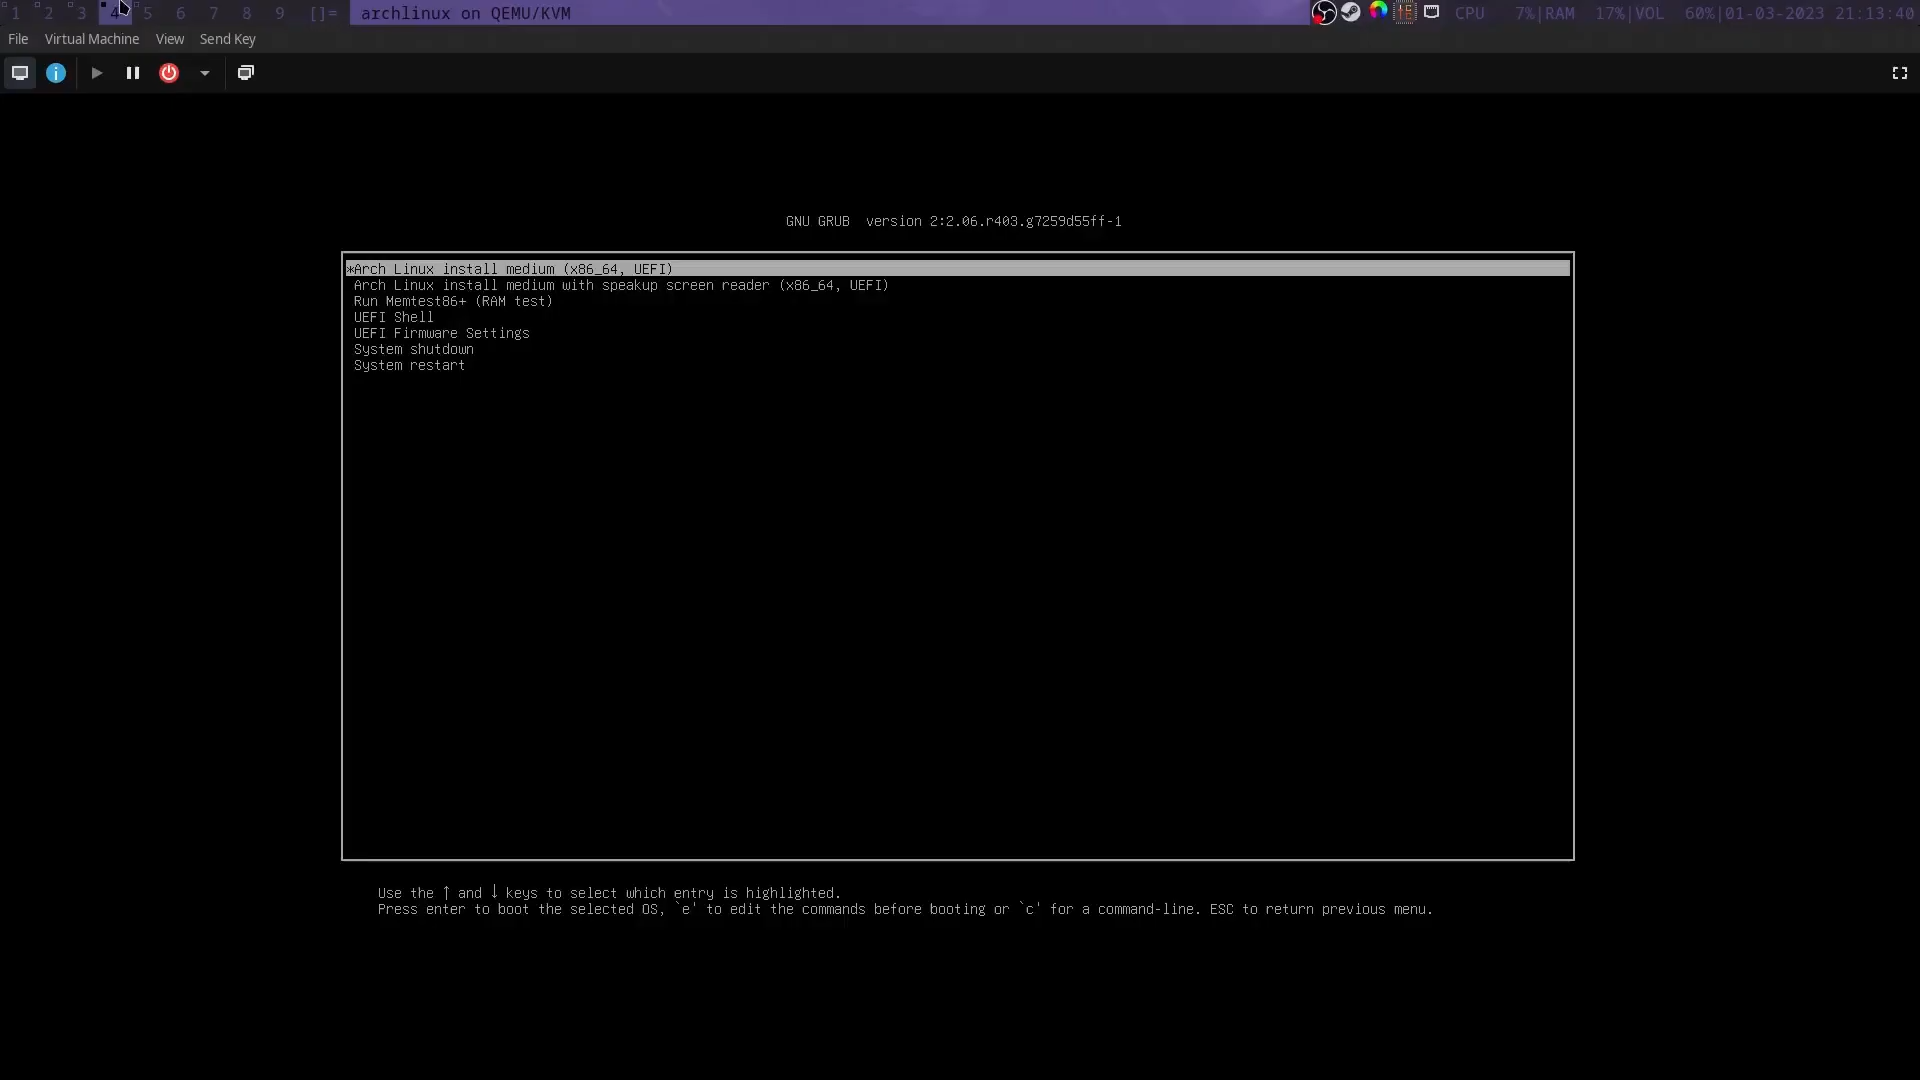 1 2 3 4 5 6 7 8 9 []= archlinux on QEMU/KVM CPU 7%|RAM 17%|VOL 60%|01-03-2023 21:13:40
File Virtual Machine View Send Key
GNU GRUB version 2:2.06.r403.g7259d55ff-1
*Arch Linux install medium (x86_64, UEFI)
Arch Linux install medium with speakup screen reader (x86_64, UEFI)
Run Memtest86+ (RAM test)
UEFI Shell
UEFI Firmware Settings
System shutdown
System restart
Use the ↑ and ↓ keys to select which entry is highlighted.
Press enter to boot the selected OS, `e' to edit the commands before booting or `c' for a command-line. ESC to return previous menu.